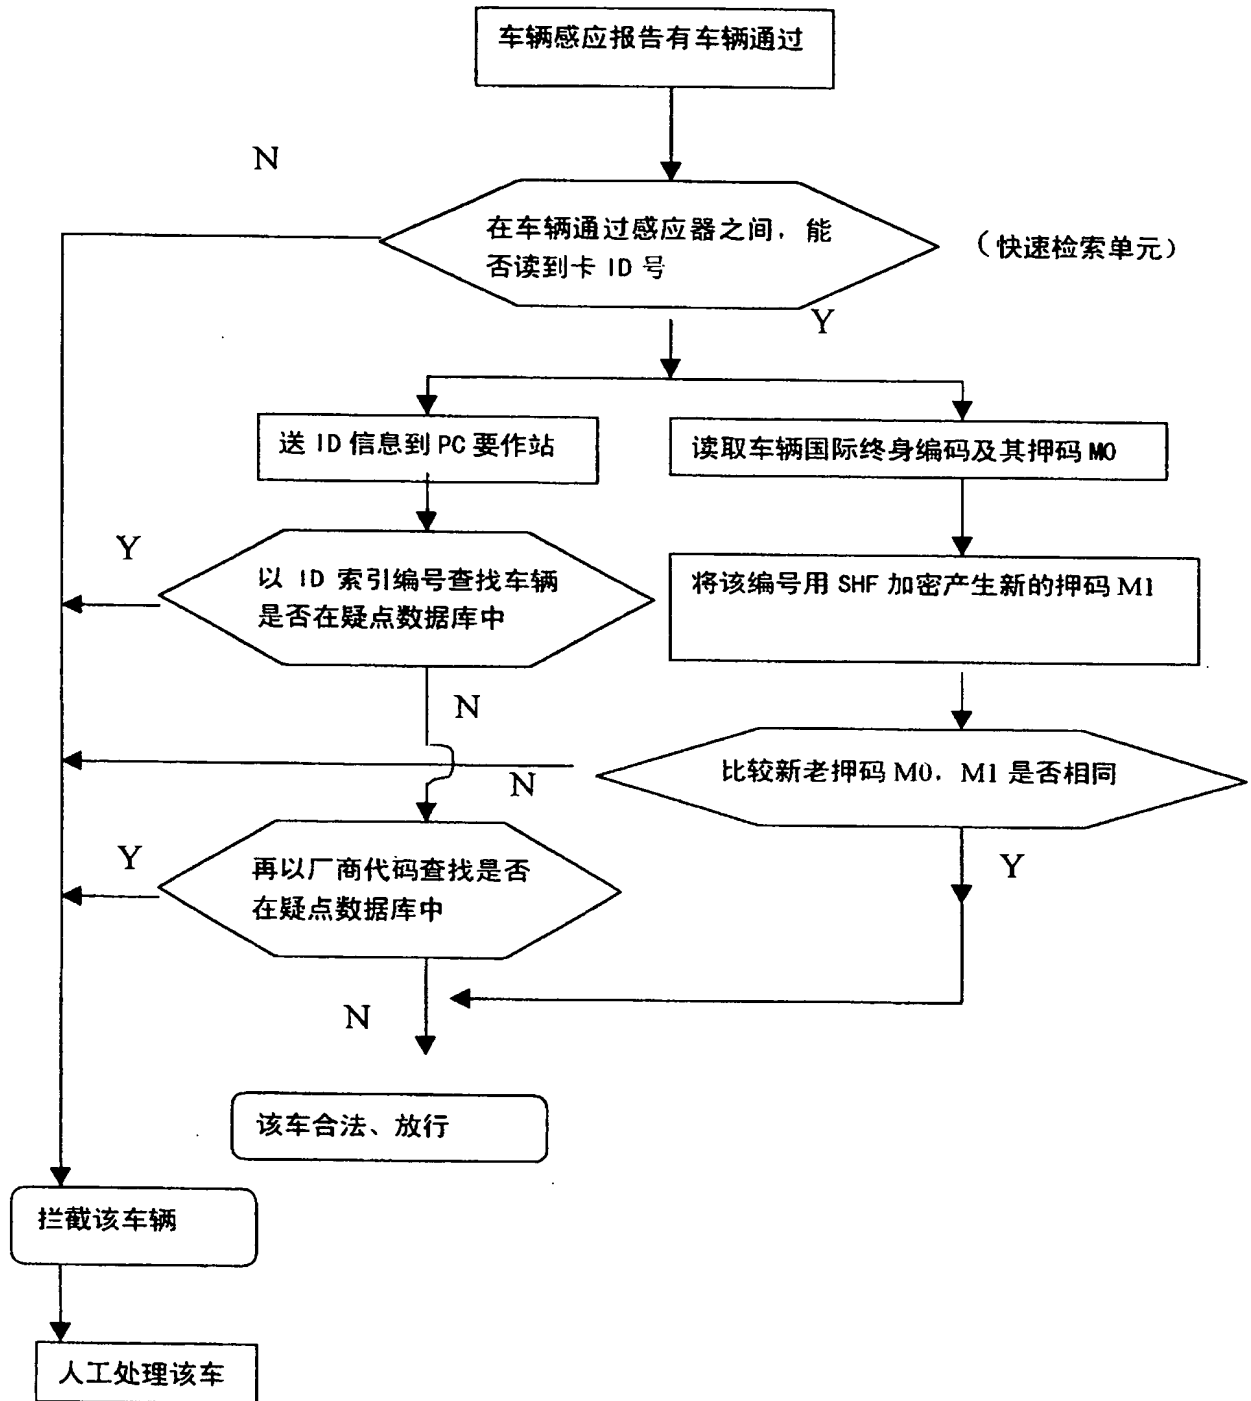 车辆感应报告有车辆通过
N
在车辆通过感应器之间，能
否读到卡 ID 号
（快速检索单元）
Y
送 ID 信息到 PC 要作站
读取车辆国际终身编码及其押码 M0
Y
以 ID 索引编号查找车辆
是否在疑点数据库中
将该编号用 SHF 加密产生新的押码 M1
N
比较新老押码 M0，M1 是否相同
N
Y
再以厂商代码查找是否
在疑点数据库中
Y
N
该车合法、放行
拦截该车辆
人工处理该车